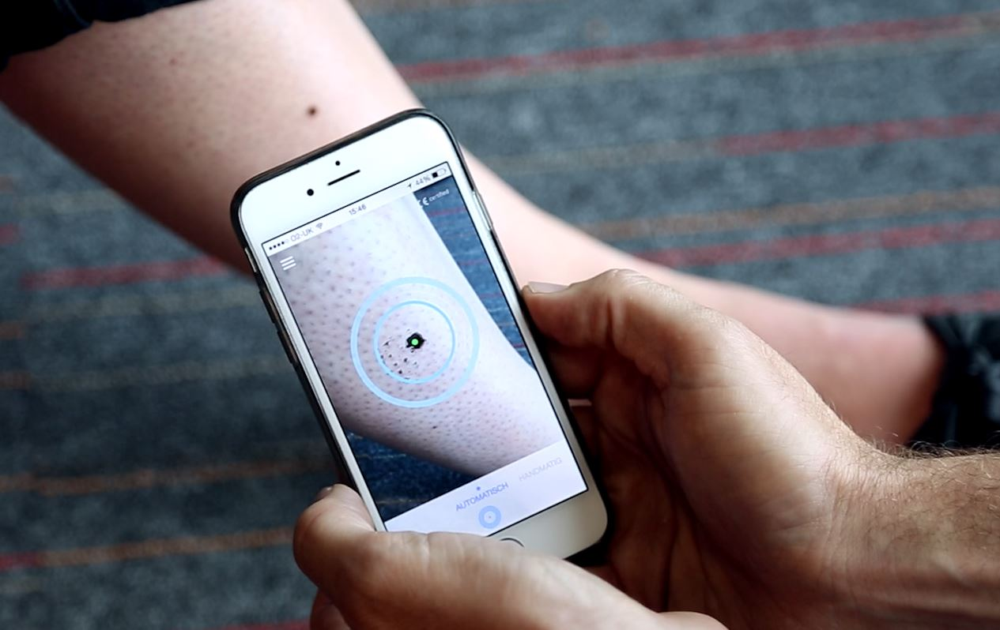 O2-UK 15:46 44%
CE certified
AUTOMATISCH HANDMATIG